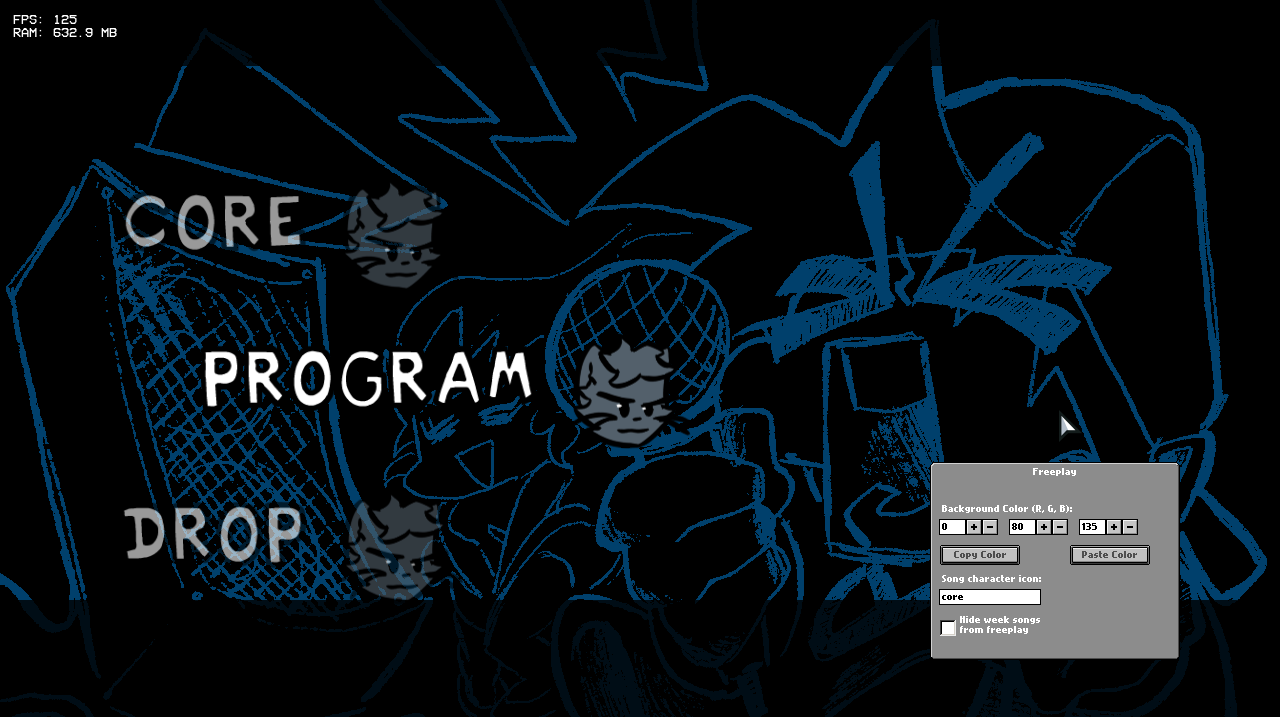 FPS: 125
RAM: 632.9 MB
CORE
PROGRAM
DROP
Freeplay
Background Color (R, G, B):
0 + - 80 + - 135 + -
Copy Color Paste Color
Song character icon:
core
Hide week songs
from freeplay